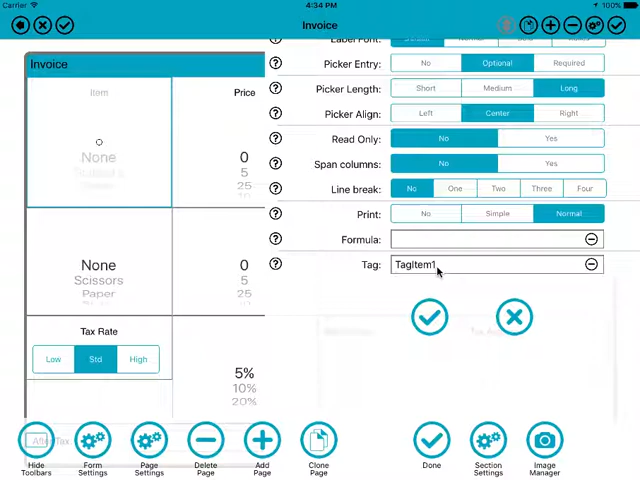 Carrier 4:34 PM 100%
Invoice
Label Font:
Picker Entry: No Optional Required
Picker Length: Short Medium Long
Picker Align: Left Center Right
Read Only: No Yes
Span columns: No Yes
Line break: No One Two Three Four
Print: No Simple Normal
Formula:
Tag: TagItem1
Invoice
Item Price
None 0
5
25
None 0
Scissors 5
Paper 25
Tax Rate
Low Std High
5%
10%
20%
After Tax
Hide Toolbars
Form Settings
Page Settings
Delete Page
Add Page
Clone Page
Done
Section Settings
Image Manager